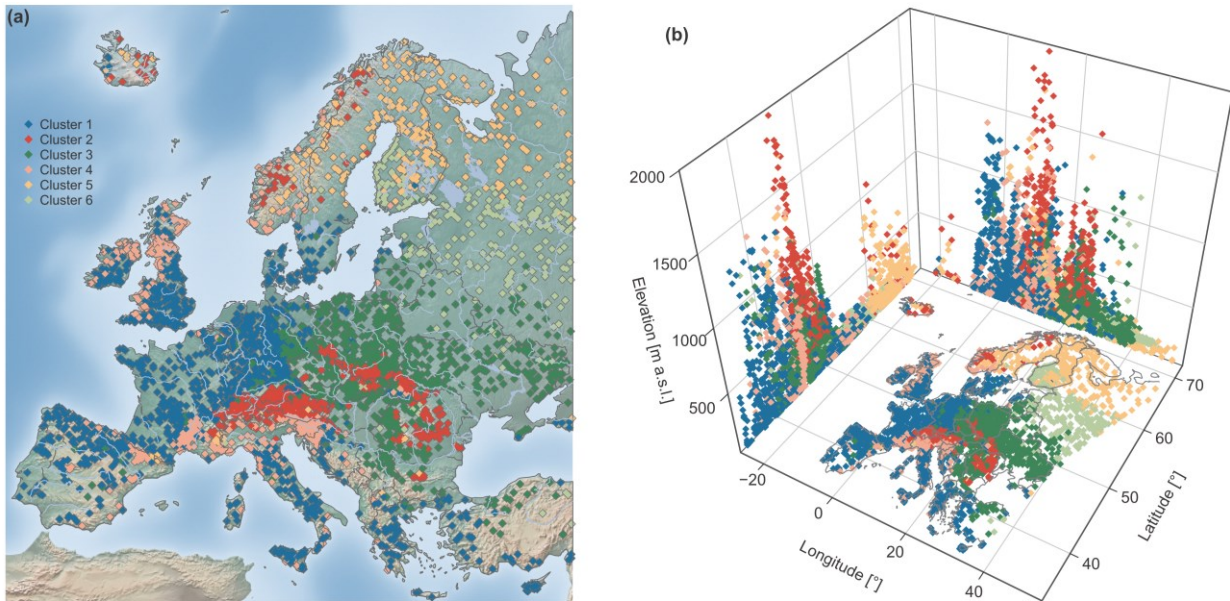 (a)
Cluster 1
Cluster 2
Cluster 3
Cluster 4
Cluster 5
Cluster 6
(b)
2000
1500
1000
500
Elevation [m a.s.l.]
−20
0
20
40
Longitude [°]
40
50
60
70
Latitude [°]